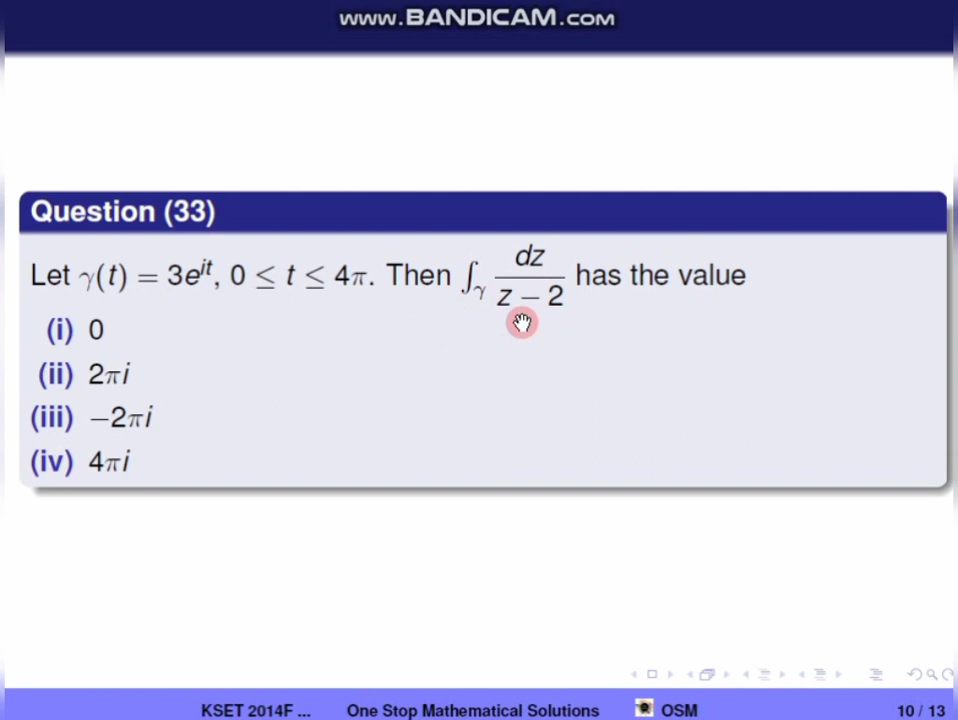 www.BANDICAM.com
Question (33)
Let γ(t) = 3e^{it}, 0 ≤ t ≤ 4π. Then ∫_γ dz/(z − 2) has the value
(i) 0
(ii) 2πi
(iii) −2πi
(iv) 4πi
KSET 2014F ... One Stop Mathematical Solutions OSM 10 / 13